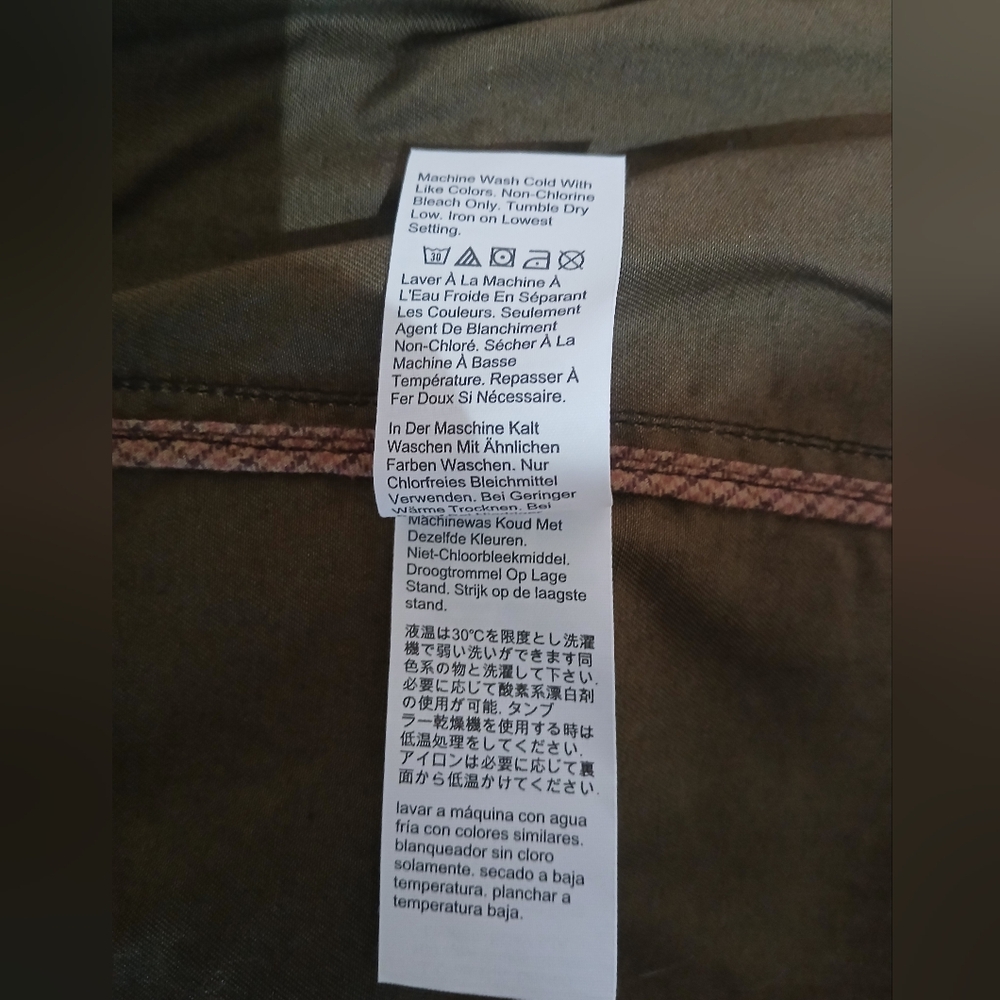 Machine Wash Cold With
Like Colors. Non-Chlorine
Bleach Only. Tumble Dry
Low. Iron on Lowest
Setting.
30
Laver À La Machine À
L'Eau Froide En Séparant
Les Couleurs. Seulement
Agent De Blanchiment
Non-Chloré. Sécher À La
Machine À Basse
Température. Repasser À
Fer Doux Si Nécessaire.
In Der Maschine Kalt
Waschen Mit Ähnlichen
Farben Waschen. Nur
Chlorfreies Bleichmittel
Verwenden. Bei Geringer
Wärme Trocknen. Bei
Machinewas Koud Met
Dezelfde Kleuren.
Niet-Chloorbleekmiddel.
Droogtrommel Op Lage
Stand. Strijk op de laagste
stand.
液温は30℃を限度とし洗濯
機で弱い洗いができます同
色系の物と洗濯して下さい.
必要に応じて酸素系漂白剤
の使用が可能. タンブ
ラー乾燥機を使用する時は
低温処理をしてください.
アイロンは必要に応じて裏
面から低温かけてください.
lavar a máquina con agua
fría con colores similares.
blanqueador sin cloro
solamente. secado a baja
temperatura. planchar a
temperatura baja.